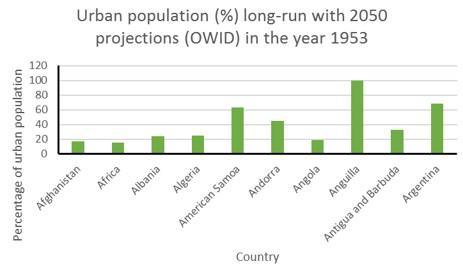 Urban population (%) long-run with 2050
projections (OWID) in the year 1953
Percentage of urban population
120
100
80
60
40
20
0
Afghanistan
Africa
Albania
Algeria
American Samoa
Andorra
Angola
Anguilla
Antigua and Barbuda
Argentina
Country